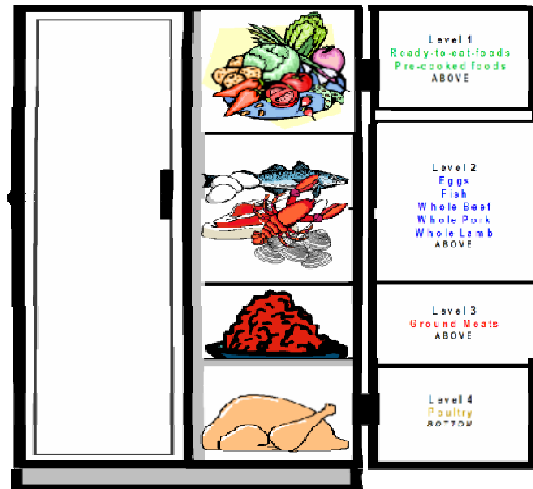 Level 1
Ready-to-eat-foods
Pre-cooked foods
ABOVE
Level 2
Eggs
Fish
Whole Beef
Whole Pork
Whole Lamb
ABOVE
Level 3
Ground Meats
ABOVE
Level 4
Poultry
BOTTOM